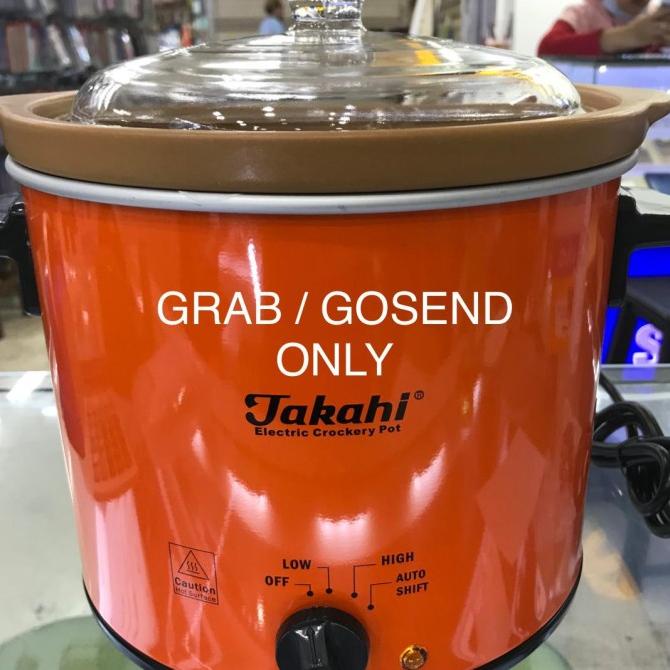 GRAB / GOSEND
ONLY
Takahi®
Electric Crockery Pot
Caution
Hot Surface
LOW
HIGH
OFF
AUTO
SHIFT
S